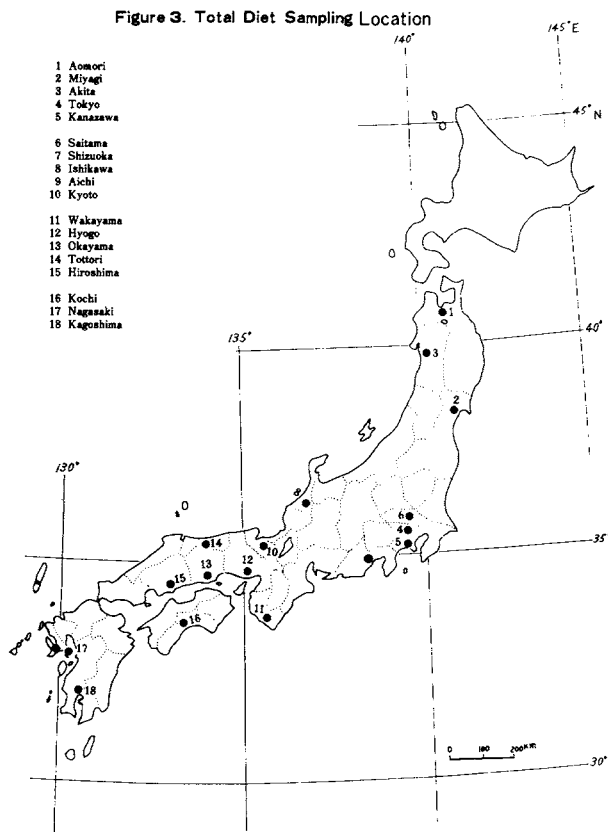 Figure 3. Total Diet Sampling Location
140°
145° E
1 Aomori
2 Miyagi
3 Akita
4 Tokyo
5 Kanazawa
45° N
6 Saitama
7 Shizuoka
8 Ishikawa
9 Aichi
10 Kyoto
11 Wakayama
12 Hyogo
13 Okayama
14 Tottori
15 Hiroshima
16 Kochi
17 Nagasaki
18 Kagoshima
1
40°
135°
3
2
130°
8
6
4
14
10
5
35°
13
12
15
11
16
17
18
0 100 200KM
30°